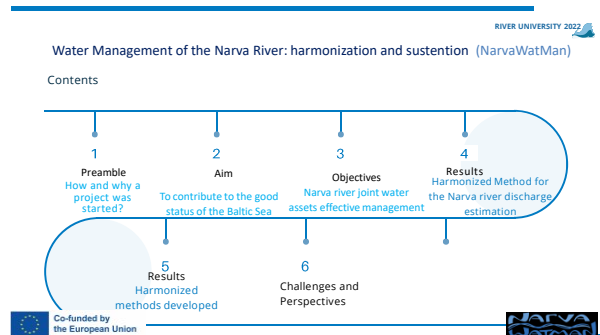 RIVER UNIVERSITY 2022
Water Management of the Narva River: harmonization and sustention (NarvaWatMan)
Contents
1
Preamble
How and why a
project was
started?
2
Aim
To contribute to the good
status of the Baltic Sea
3
Objectives
Narva river joint water
assets effective management
4
Results
Harmonized Method for
the Narva river discharge
estimation
5
Results
Harmonized
methods developed
6
Challenges and
Perspectives
Co-funded by
the European Union
NARVA
WATMAN